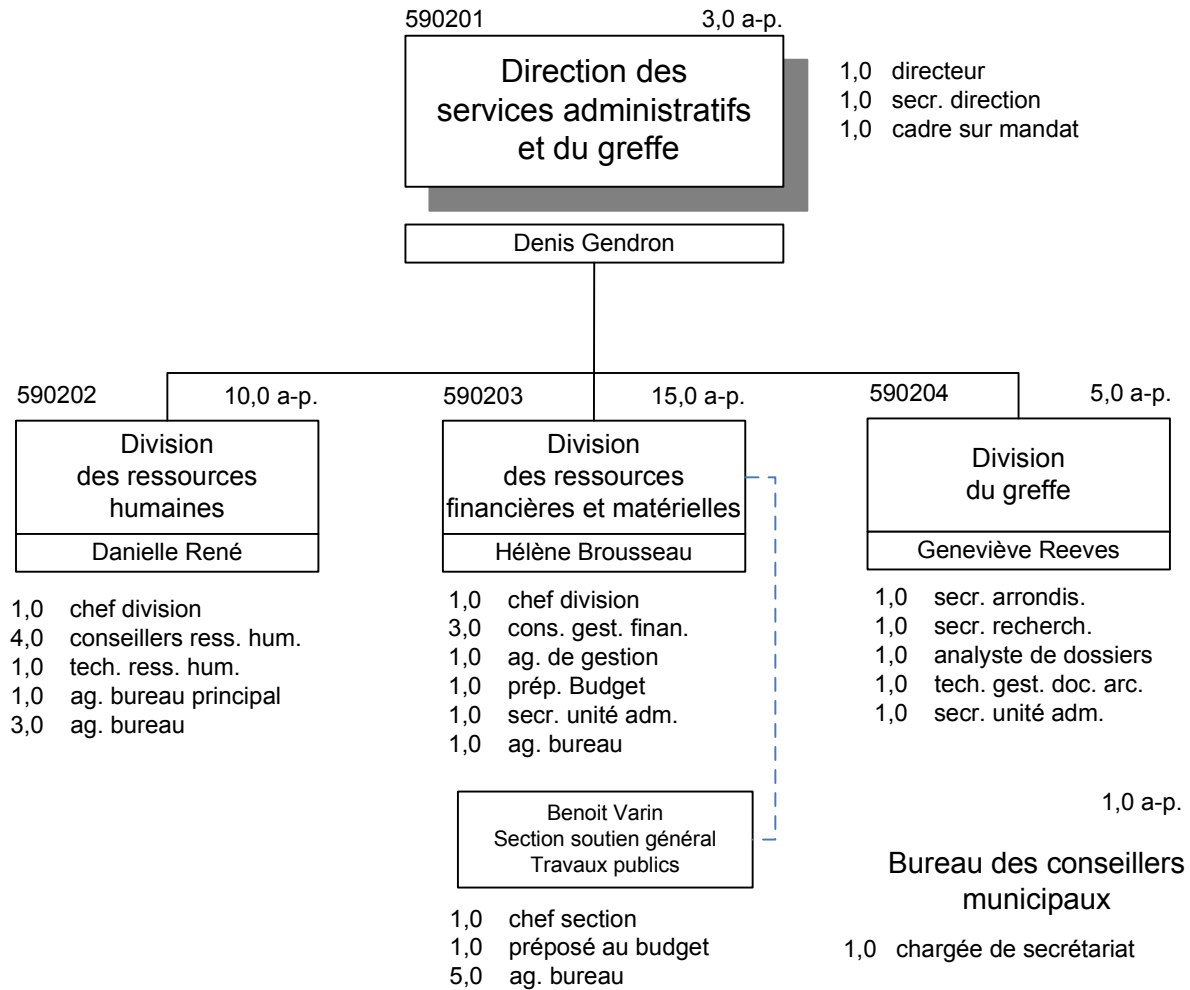 590201 3,0 a-p.
Direction des
services administratifs
et du greffe
1,0 directeur
1,0 secr. direction
1,0 cadre sur mandat
Denis Gendron
590202 10,0 a-p.
Division
des ressources
humaines
Danielle René
1,0 chef division
4,0 conseillers ress. hum.
1,0 tech. ress. hum.
1,0 ag. bureau principal
3,0 ag. bureau
590203 15,0 a-p.
Division
des ressources
financières et matérielles
Hélène Brousseau
1,0 chef division
3,0 cons. gest. finan.
1,0 ag. de gestion
1,0 prép. Budget
1,0 secr. unité adm.
1,0 ag. bureau
Benoit Varin
Section soutien général
Travaux publics
1,0 chef section
1,0 préposé au budget
5,0 ag. bureau
590204 5,0 a-p.
Division
du greffe
Geneviève Reeves
1,0 secr. arrondis.
1,0 secr. recherch.
1,0 analyste de dossiers
1,0 tech. gest. doc. arc.
1,0 secr. unité adm.
1,0 a-p.
Bureau des conseillers
municipaux
1,0 chargée de secrétariat